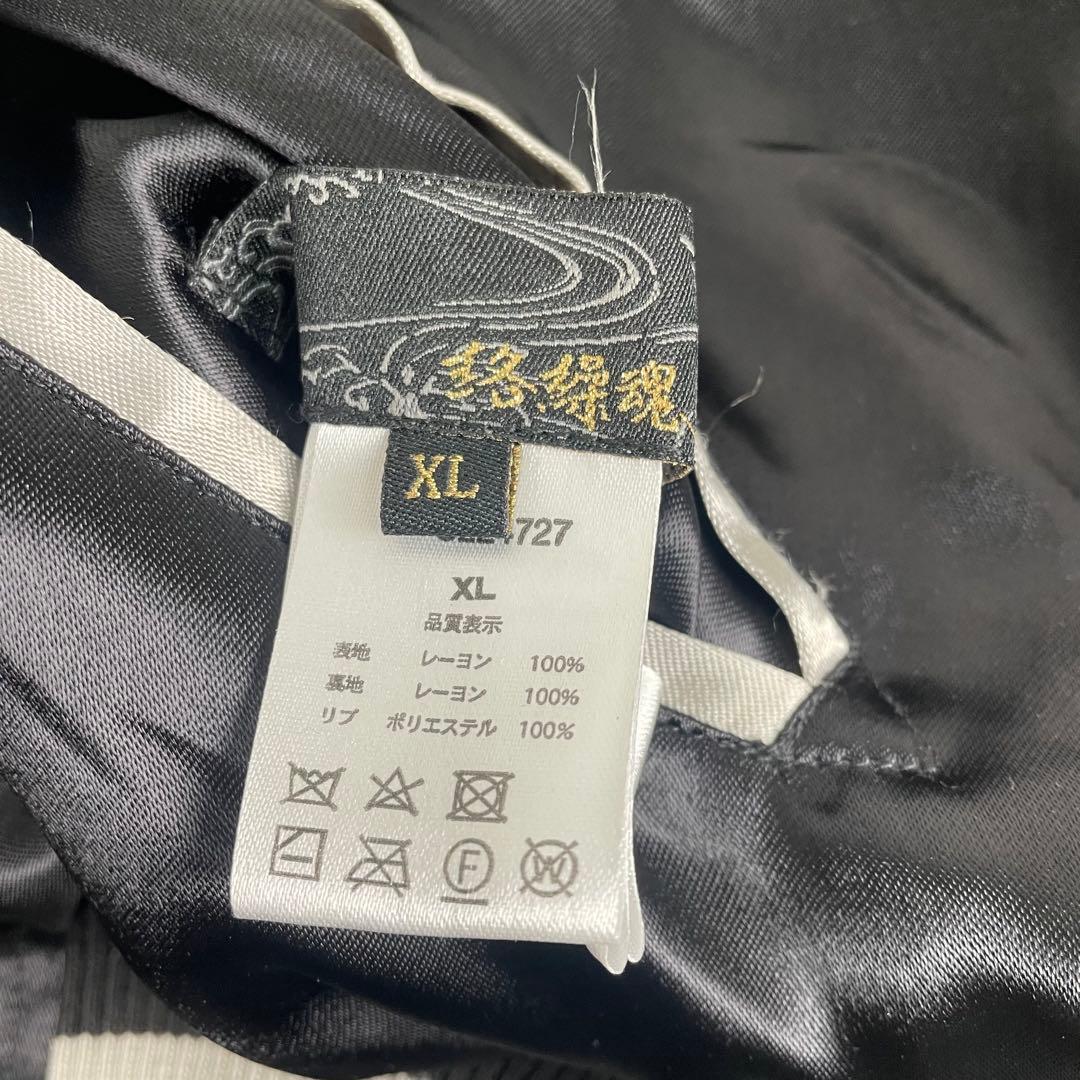 絡繰魂
XL
727
XL
品質表示
表地 レーヨン 100%
裏地 レーヨン 100%
リブ ポリエステル 100%
F
W